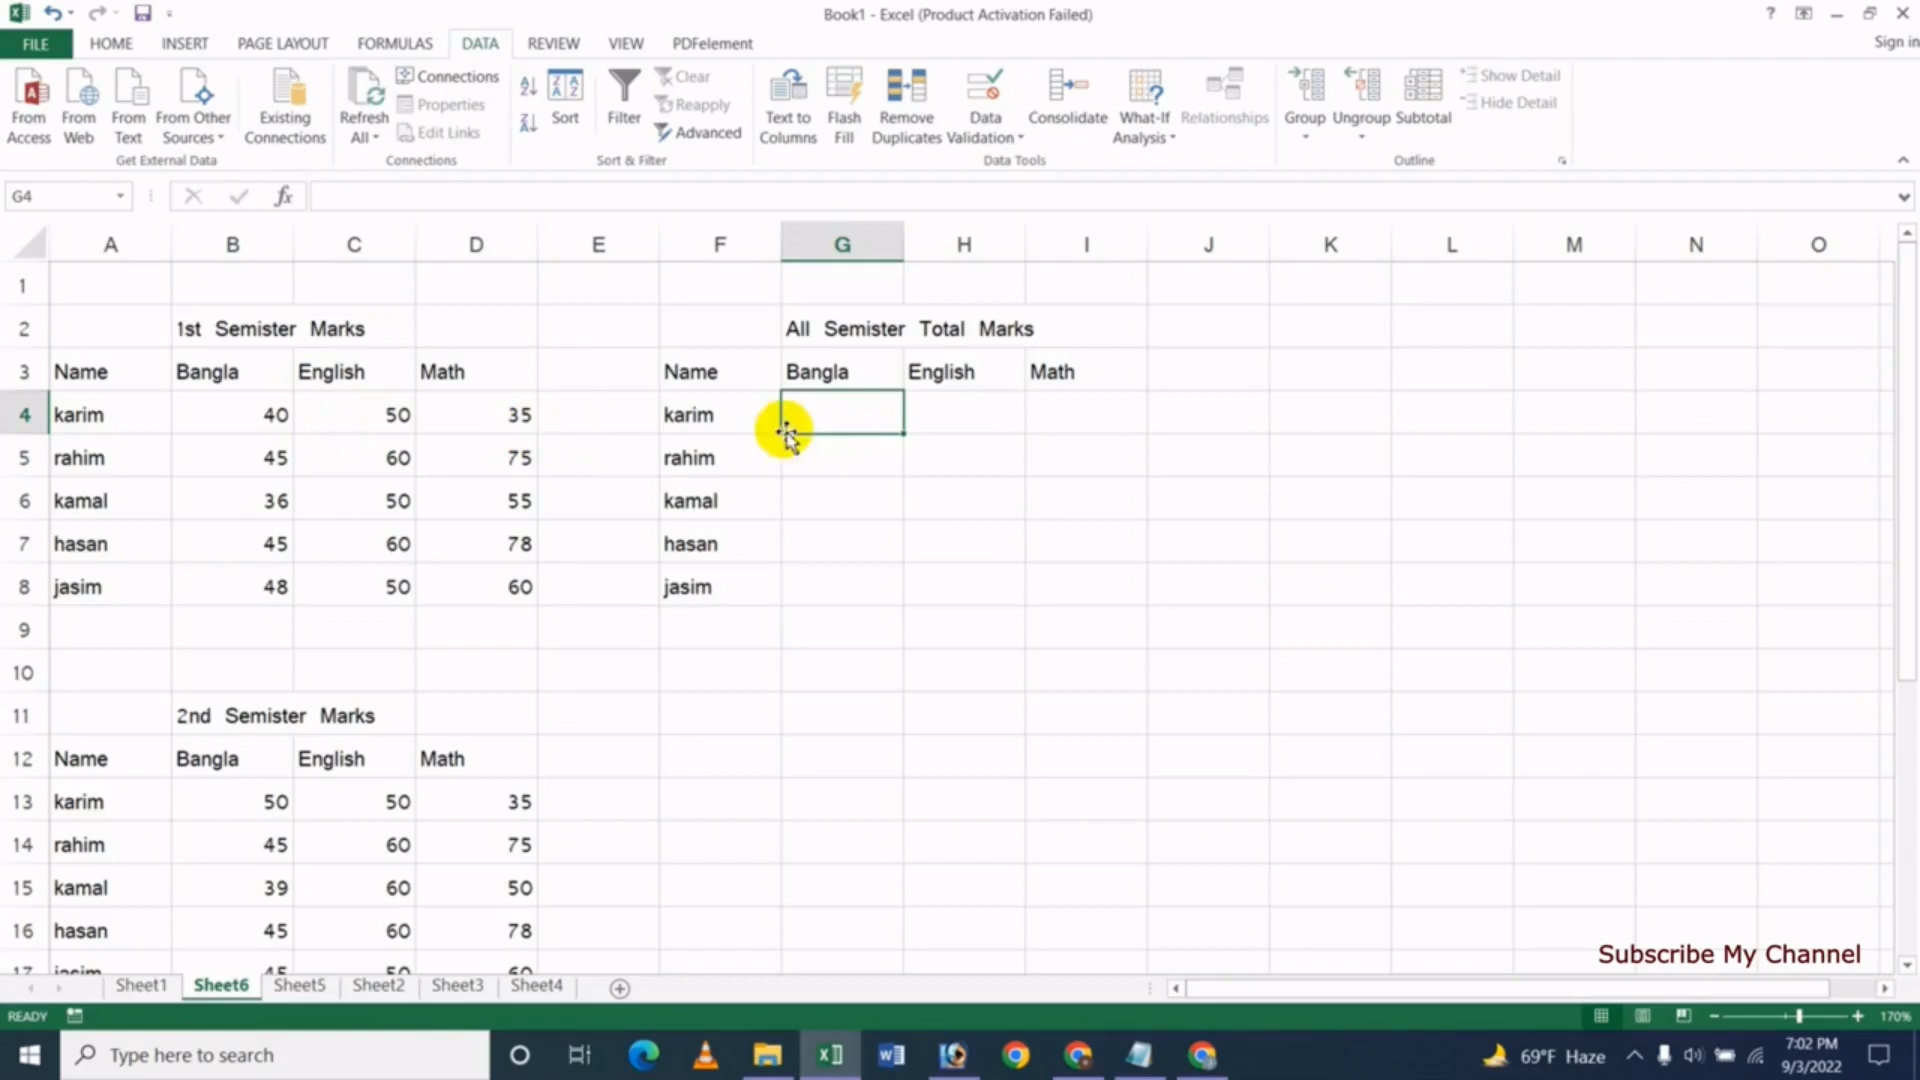 Book1 - Excel (Product Activation Failed)
?
FILE HOME INSERT PAGE LAYOUT FORMULAS DATA REVIEW VIEW PDFelement Sign in
From Access
From Web
From Text
From Other Sources
Existing Connections
Get External Data
Refresh All
Connections
Properties
Edit Links
Connections
Sort
Filter
Clear
Reapply
Advanced
Sort & Filter
Text to Columns
Flash Fill
Remove Duplicates
Data Validation
Consolidate
What-If Analysis
Relationships
Data Tools
Group
Ungroup
Subtotal
Show Detail
Hide Detail
Outline
G4 fx
A B C D E F G H I J K L M N O
1
2 1st Semister Marks All Semister Total Marks
3 Name Bangla English Math Name Bangla English Math
4 karim 40 50 35 karim
5 rahim 45 60 75 rahim
6 kamal 36 50 55 kamal
7 hasan 45 60 78 hasan
8 jasim 48 50 60 jasim
9
10
11 2nd Semister Marks
12 Name Bangla English Math
13 karim 50 50 35
14 rahim 45 60 75
15 kamal 39 60 50
16 hasan 45 60 78
17 jasim 45 50 60
Subscribe My Channel
Sheet1 Sheet6 Sheet5 Sheet2 Sheet3 Sheet4
READY 170%
Type here to search
69°F Haze
7:02 PM
9/3/2022